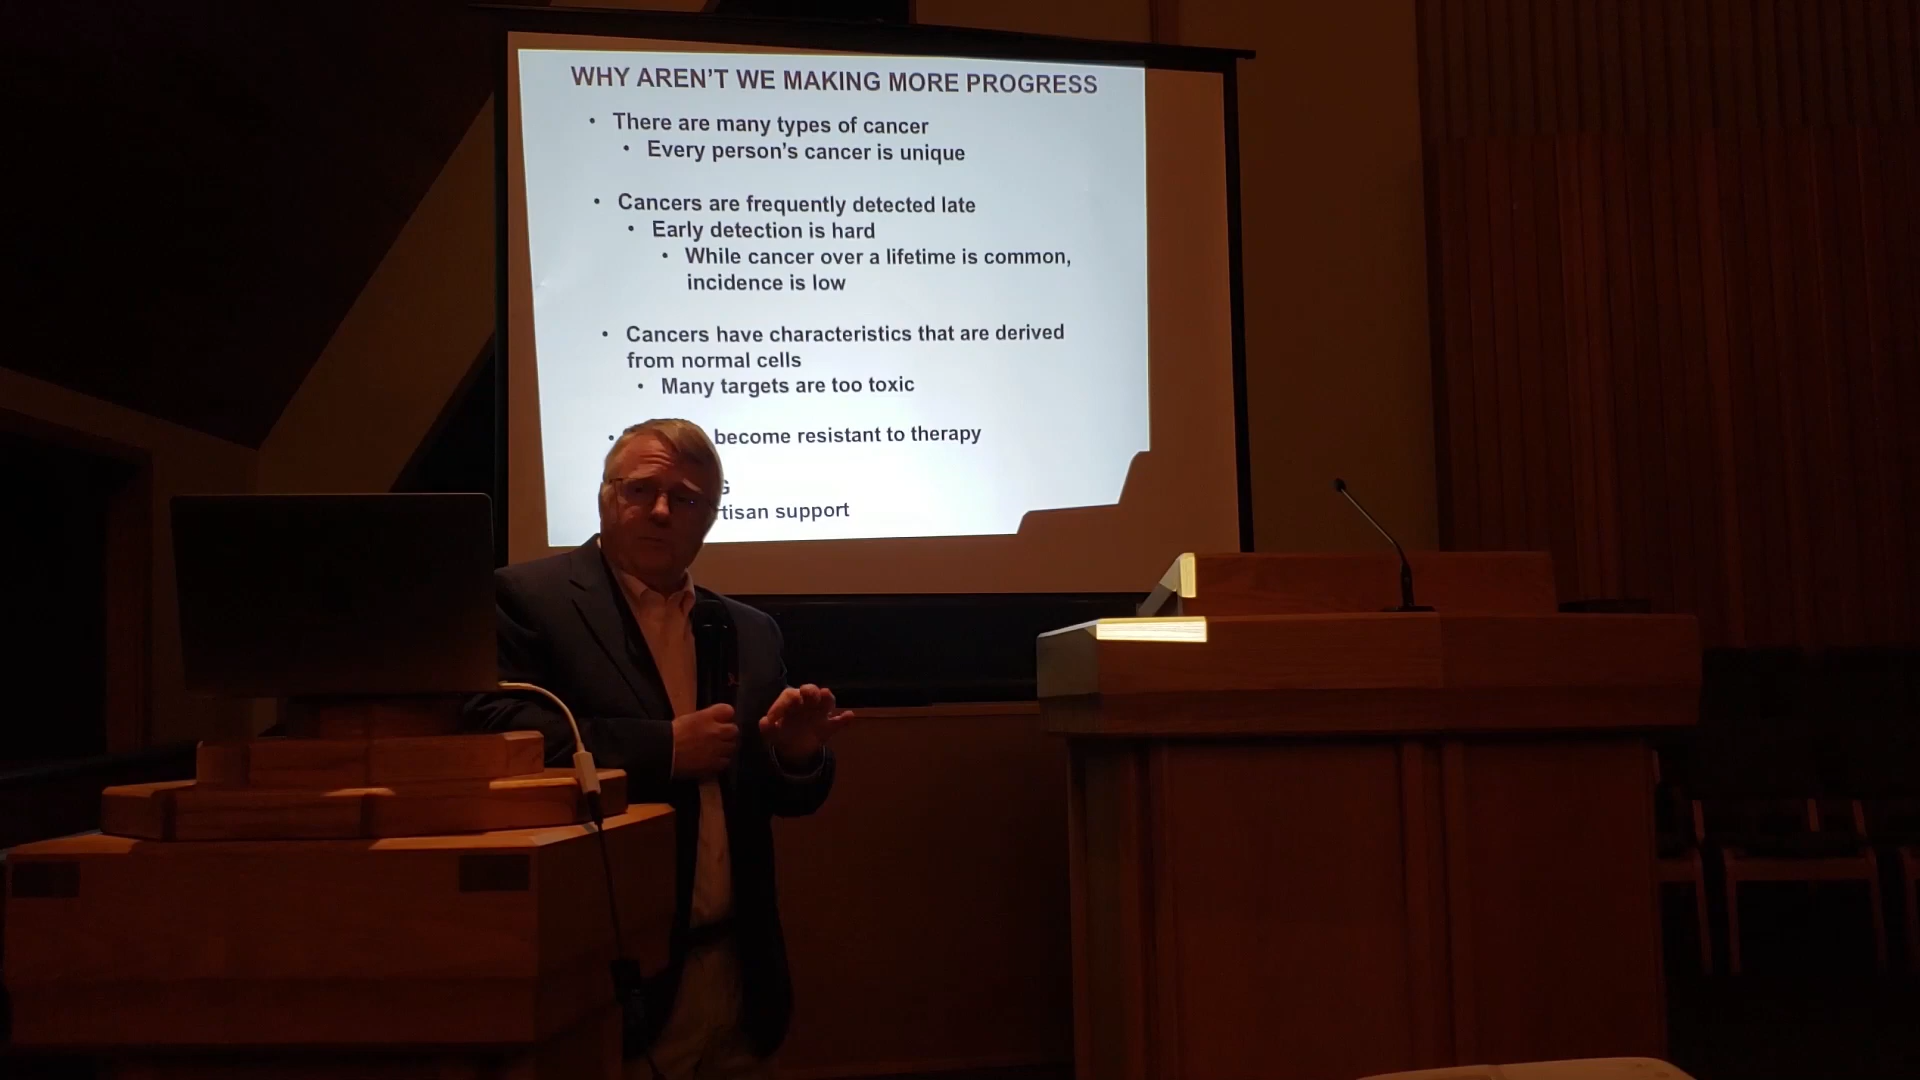 WHY AREN'T WE MAKING MORE PROGRESS
• There are many types of cancer
• Every person's cancer is unique
• Cancers are frequently detected late
• Early detection is hard
• While cancer over a lifetime is common,
incidence is low
• Cancers have characteristics that are derived
from normal cells
• Many targets are too toxic
• become resistant to therapy
support